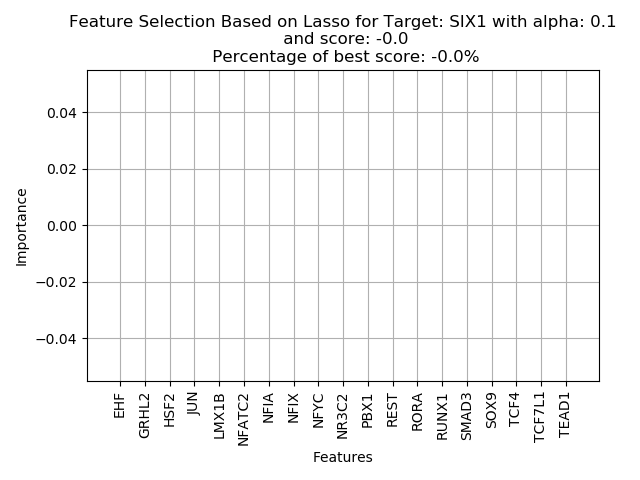 Feature Selection Based on Lasso for Target: SIX1 with alpha: 0.1
and score: -0.0
Percentage of best score: -0.0%
0.04
0.02
0.00
−0.02
−0.04
Importance
EHF
GRHL2
HSF2
JUN
LMX1B
NFATC2
NFIA
NFIX
NFYC
NR3C2
PBX1
REST
RORA
RUNX1
SMAD3
SOX9
TCF4
TCF7L1
TEAD1
Features